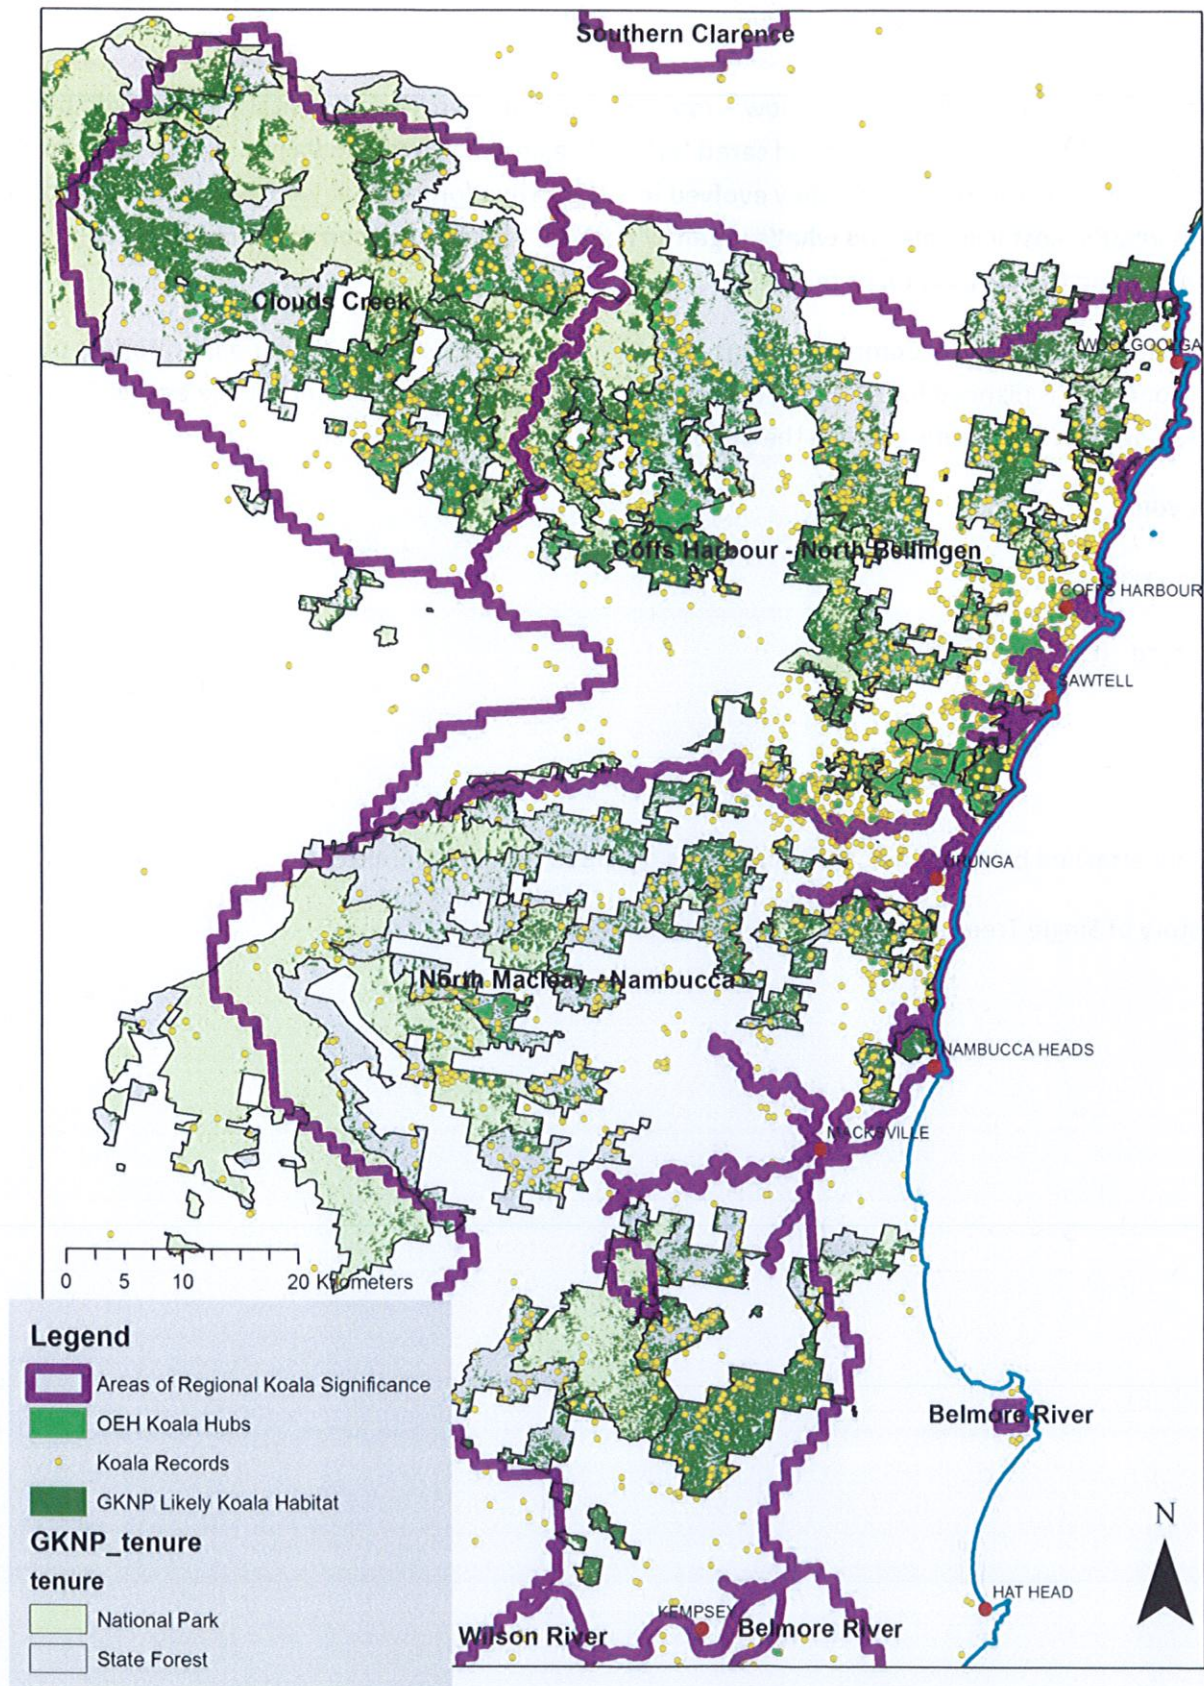 Southern Clarence
Clouds Creek
WOOLGOOLGA
Coffs Harbour - North Bellingen
COFFS HARBOUR
SAWTELL
URUNGA
North Macleay - Nambucca
NAMBUCCA HEADS
MACKSVILLE
0 5 10 20 Kilometers
Legend
Areas of Regional Koala Significance
OEH Koala Hubs
Koala Records
GKNP Likely Koala Habitat
GKNP_tenure
tenure
National Park
State Forest
Belmore River
N
HAT HEAD
KEMPSEY
Wilson River
Belmore River